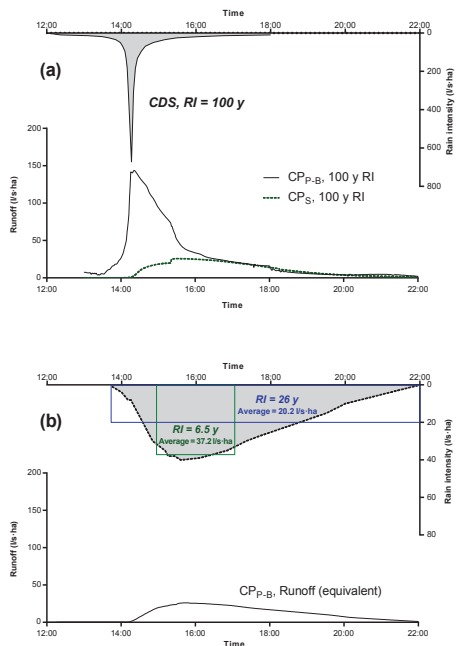 Time
12:00 14:00 16:00 18:00 20:00 22:00
(a)
CDS, RI = 100 y
0
200
400
600
800
Rain intensity (l/s·ha)
200
150
100
50
0
Runoff (l/s·ha)
CPP-B, 100 y RI
CPS, 100 y RI
12:00 14:00 16:00 18:00 20:00 22:00
Time
Time
12:00 14:00 16:00 18:00 20:00 22:00
(b)
RI = 26 y
Average = 20.2 l/s·ha
RI = 6.5 y
Average = 37.2 l/s·ha
0
20
40
60
80
Rain intensity (l/s·ha)
200
150
100
50
0
Runoff (l/s·ha)
CPP-B, Runoff (equivalent)
12:00 14:00 16:00 18:00 20:00 22:00
Time